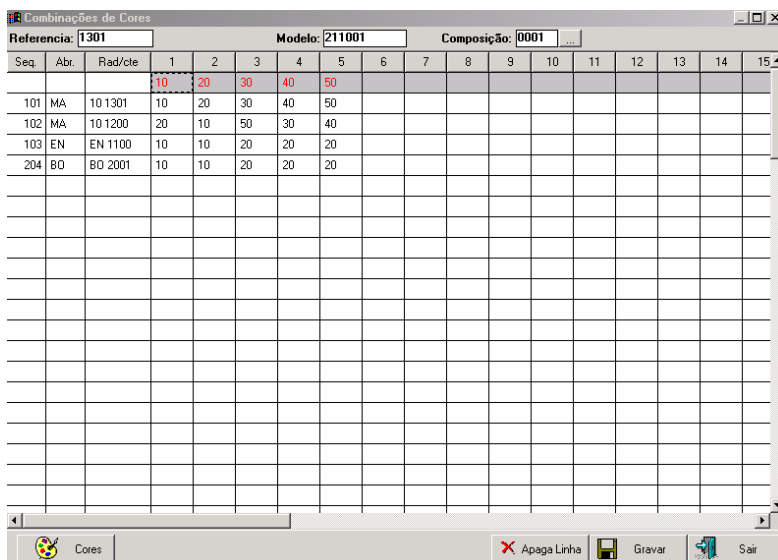 Combinações de Cores
Referencia: 1301 Modelo: 211001 Composição: 0001 ...
Seq. Abr. Rad/cte 1 2 3 4 5 6 7 8 9 10 11 12 13 14 15
10 20 30 40 50
101 MA 10 1301 10 20 30 40 50
102 MA 10 1200 20 10 50 30 40
103 EN EN 1100 10 10 20 20 20
204 BO BO 2001 10 10 20 20 20
Cores Apaga Linha Gravar Sair